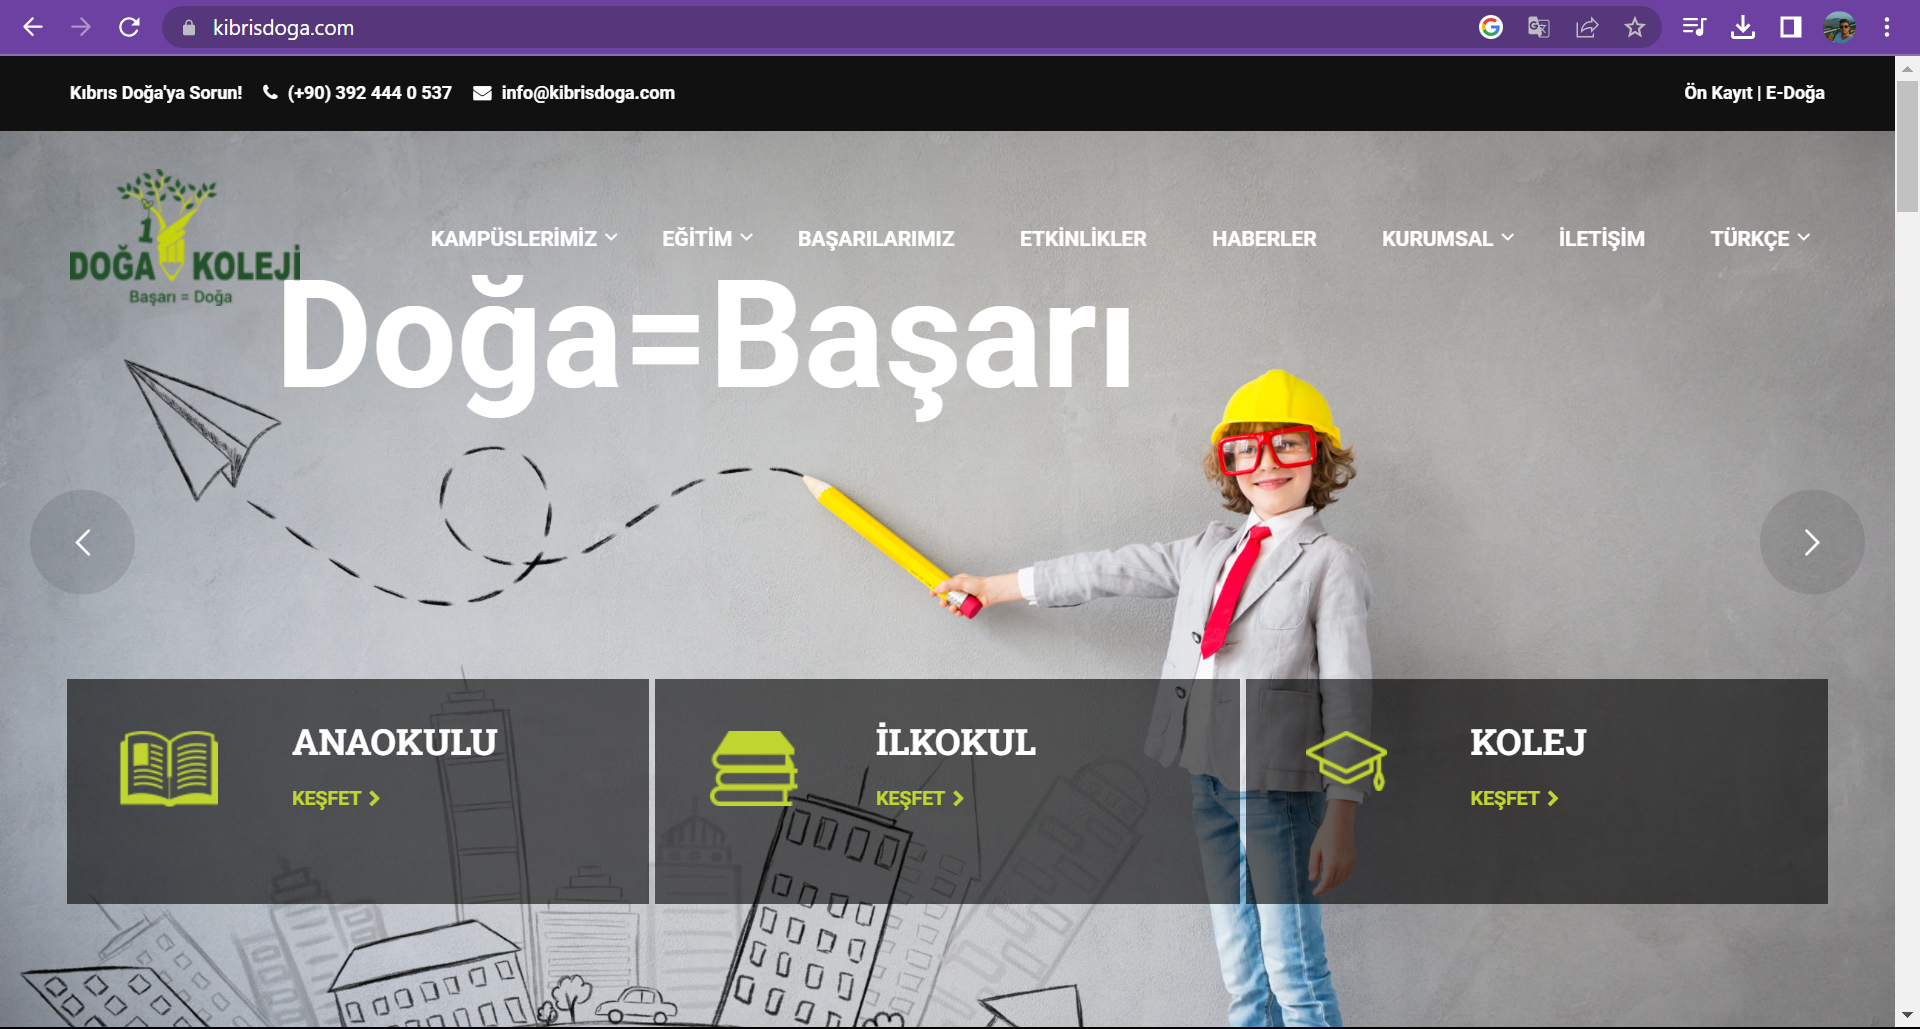 kibrisdoga.com
Kıbrıs Doğa'ya Sorun! (+90) 392 444 0 537 info@kibrisdoga.com Ön Kayıt | E-Doğa
1
DOĞA KOLEJİ
Başarı = Doğa
KAMPÜSLERİMİZ EĞİTİM BAŞARILARIMIZ ETKİNLİKLER HABERLER KURUMSAL İLETİŞİM TÜRKÇE
Doğa=Başarı
ANAOKULU
KEŞFET
İLKOKUL
KEŞFET
KOLEJ
KEŞFET